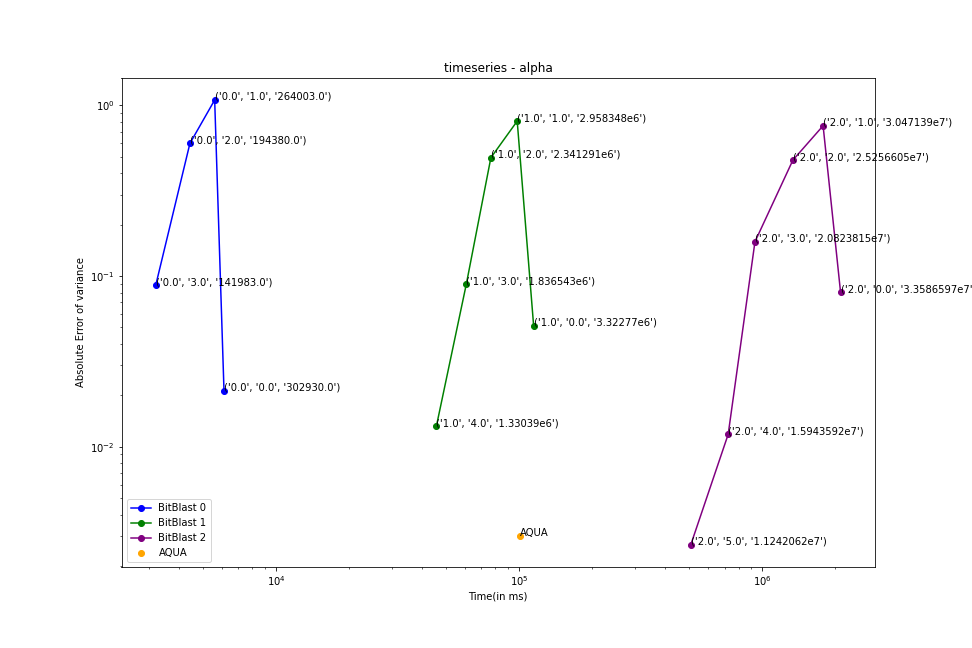 timeseries - alpha
('0.0', '1.0', '264003.0')
('0.0', '2.0', '194380.0')
('0.0', '3.0', '141983.0')
('0.0', '0.0', '302930.0')
('1.0', '1.0', '2.958348e6')
('1.0', '2.0', '2.341291e6')
('1.0', '3.0', '1.836543e6')
('1.0', '0.0', '3.32277e6')
('1.0', '4.0', '1.33039e6')
('2.0', '1.0', '3.047139e7')
('2.0', '2.0', '2.5256605e7')
('2.0', '3.0', '2.0823815e7')
('2.0', '0.0', '3.3586597e7'
('2.0', '4.0', '1.5943592e7')
('2.0', '5.0', '1.1242062e7')
AQUA
Absolute Error of variance
10⁰
10⁻¹
10⁻²
BitBlast 0
BitBlast 1
BitBlast 2
AQUA
10⁴
10⁵
10⁶
Time(in ms)